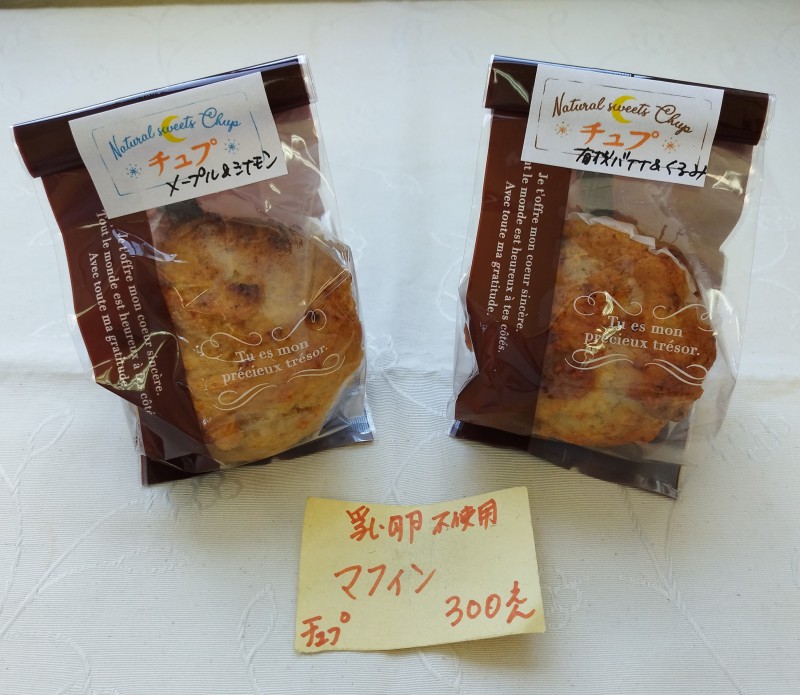 Natural sweets Chup
チュプ
メープル&シナモン
Je t'offre mon coeur sincère.
Tout le monde est heureux à tes côtés.
Avec toute ma gratitude.
Tu es mon
précieux trésor.
Natural sweets Chup
チュプ
有機バナナ&くるみ
Je t'offre mon coeur sincère.
ut le monde est heureux à tes côtés.
Avec toute ma gratitude.
Tu es mon
précieux trésor.
乳・卵 不使用
マフィン
チュプ 300えん